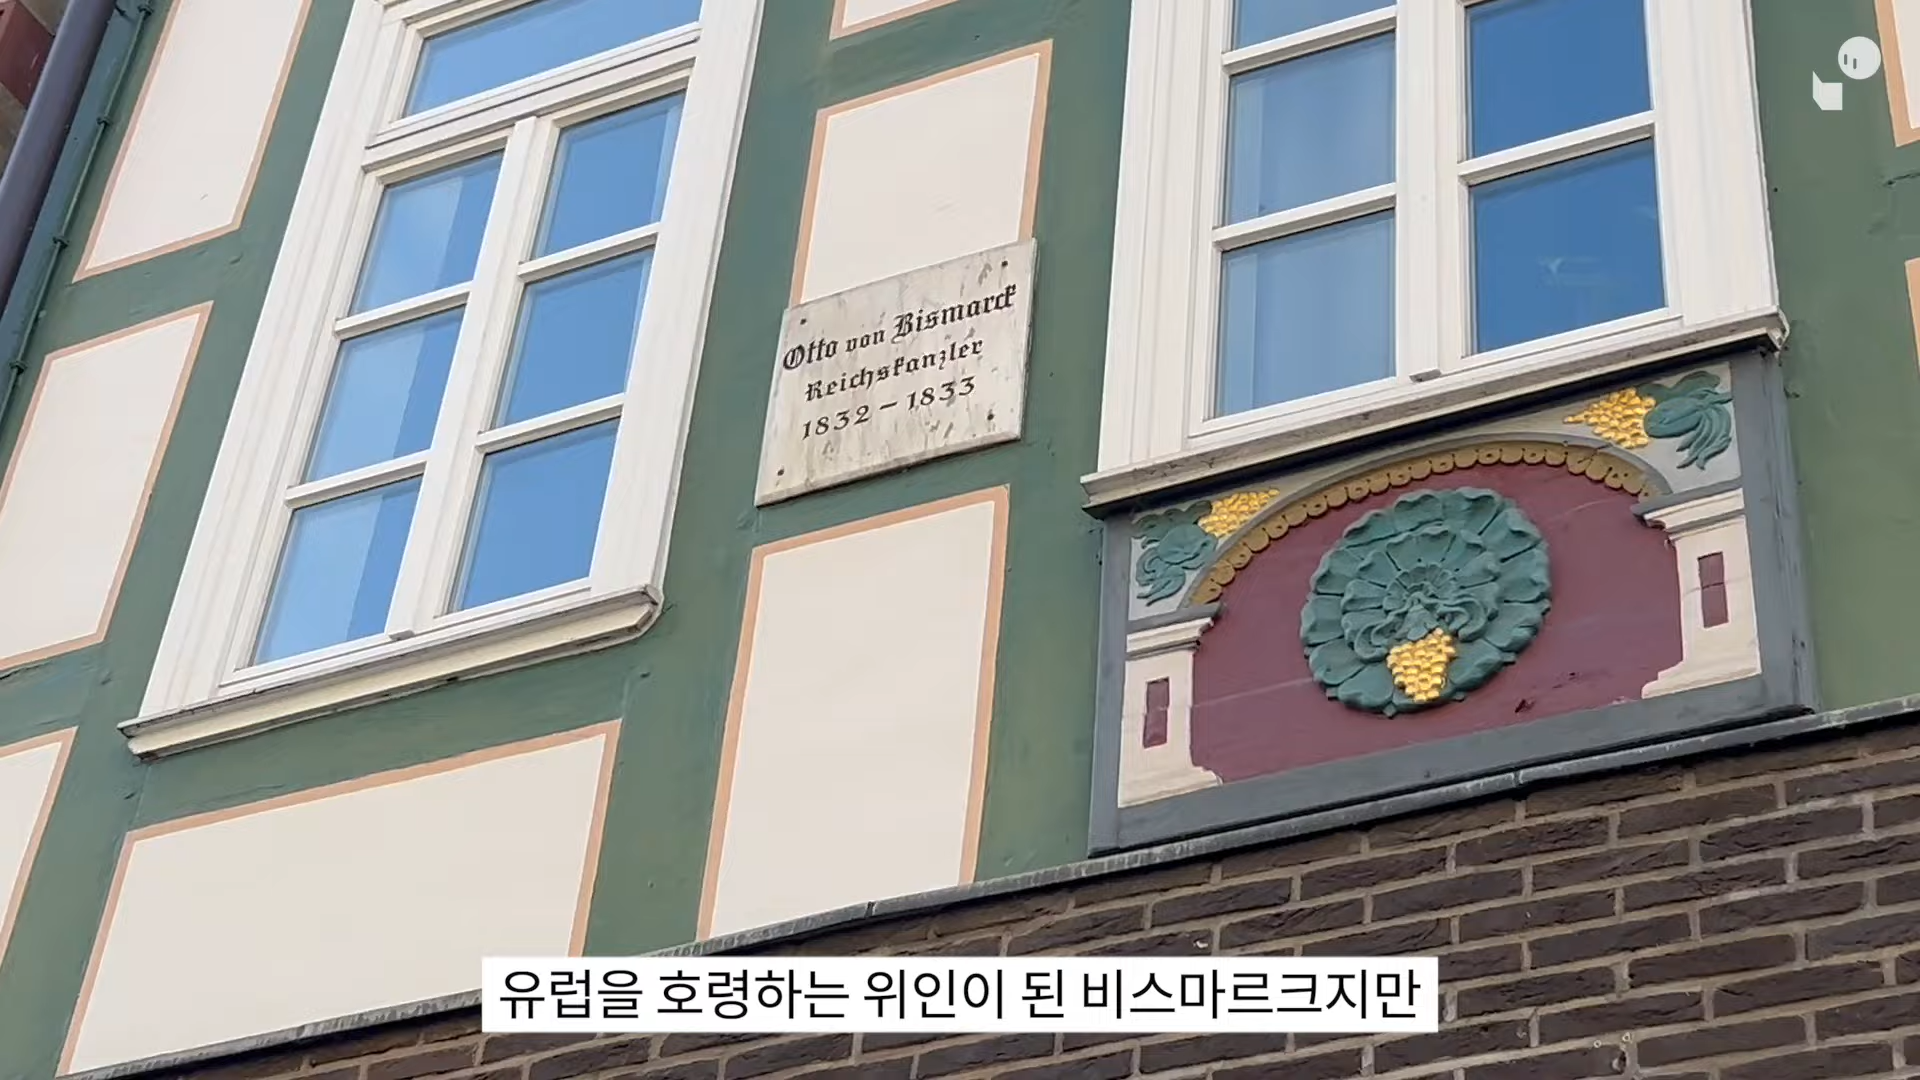 Otto von Bismarck
Reichskanzler
1832 – 1833
유럽을 호령하는 위인이 된 비스마르크지만